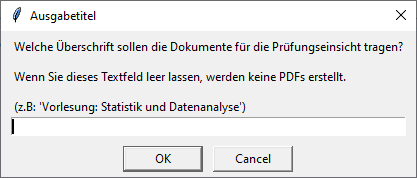 Ausgabetitel
Welche Überschrift sollen die Dokumente für die Prüfungseinsicht tragen?
Wenn Sie dieses Textfeld leer lassen, werden keine PDFs erstellt.
(z.B: 'Vorlesung: Statistik und Datenanalyse')
OK Cancel